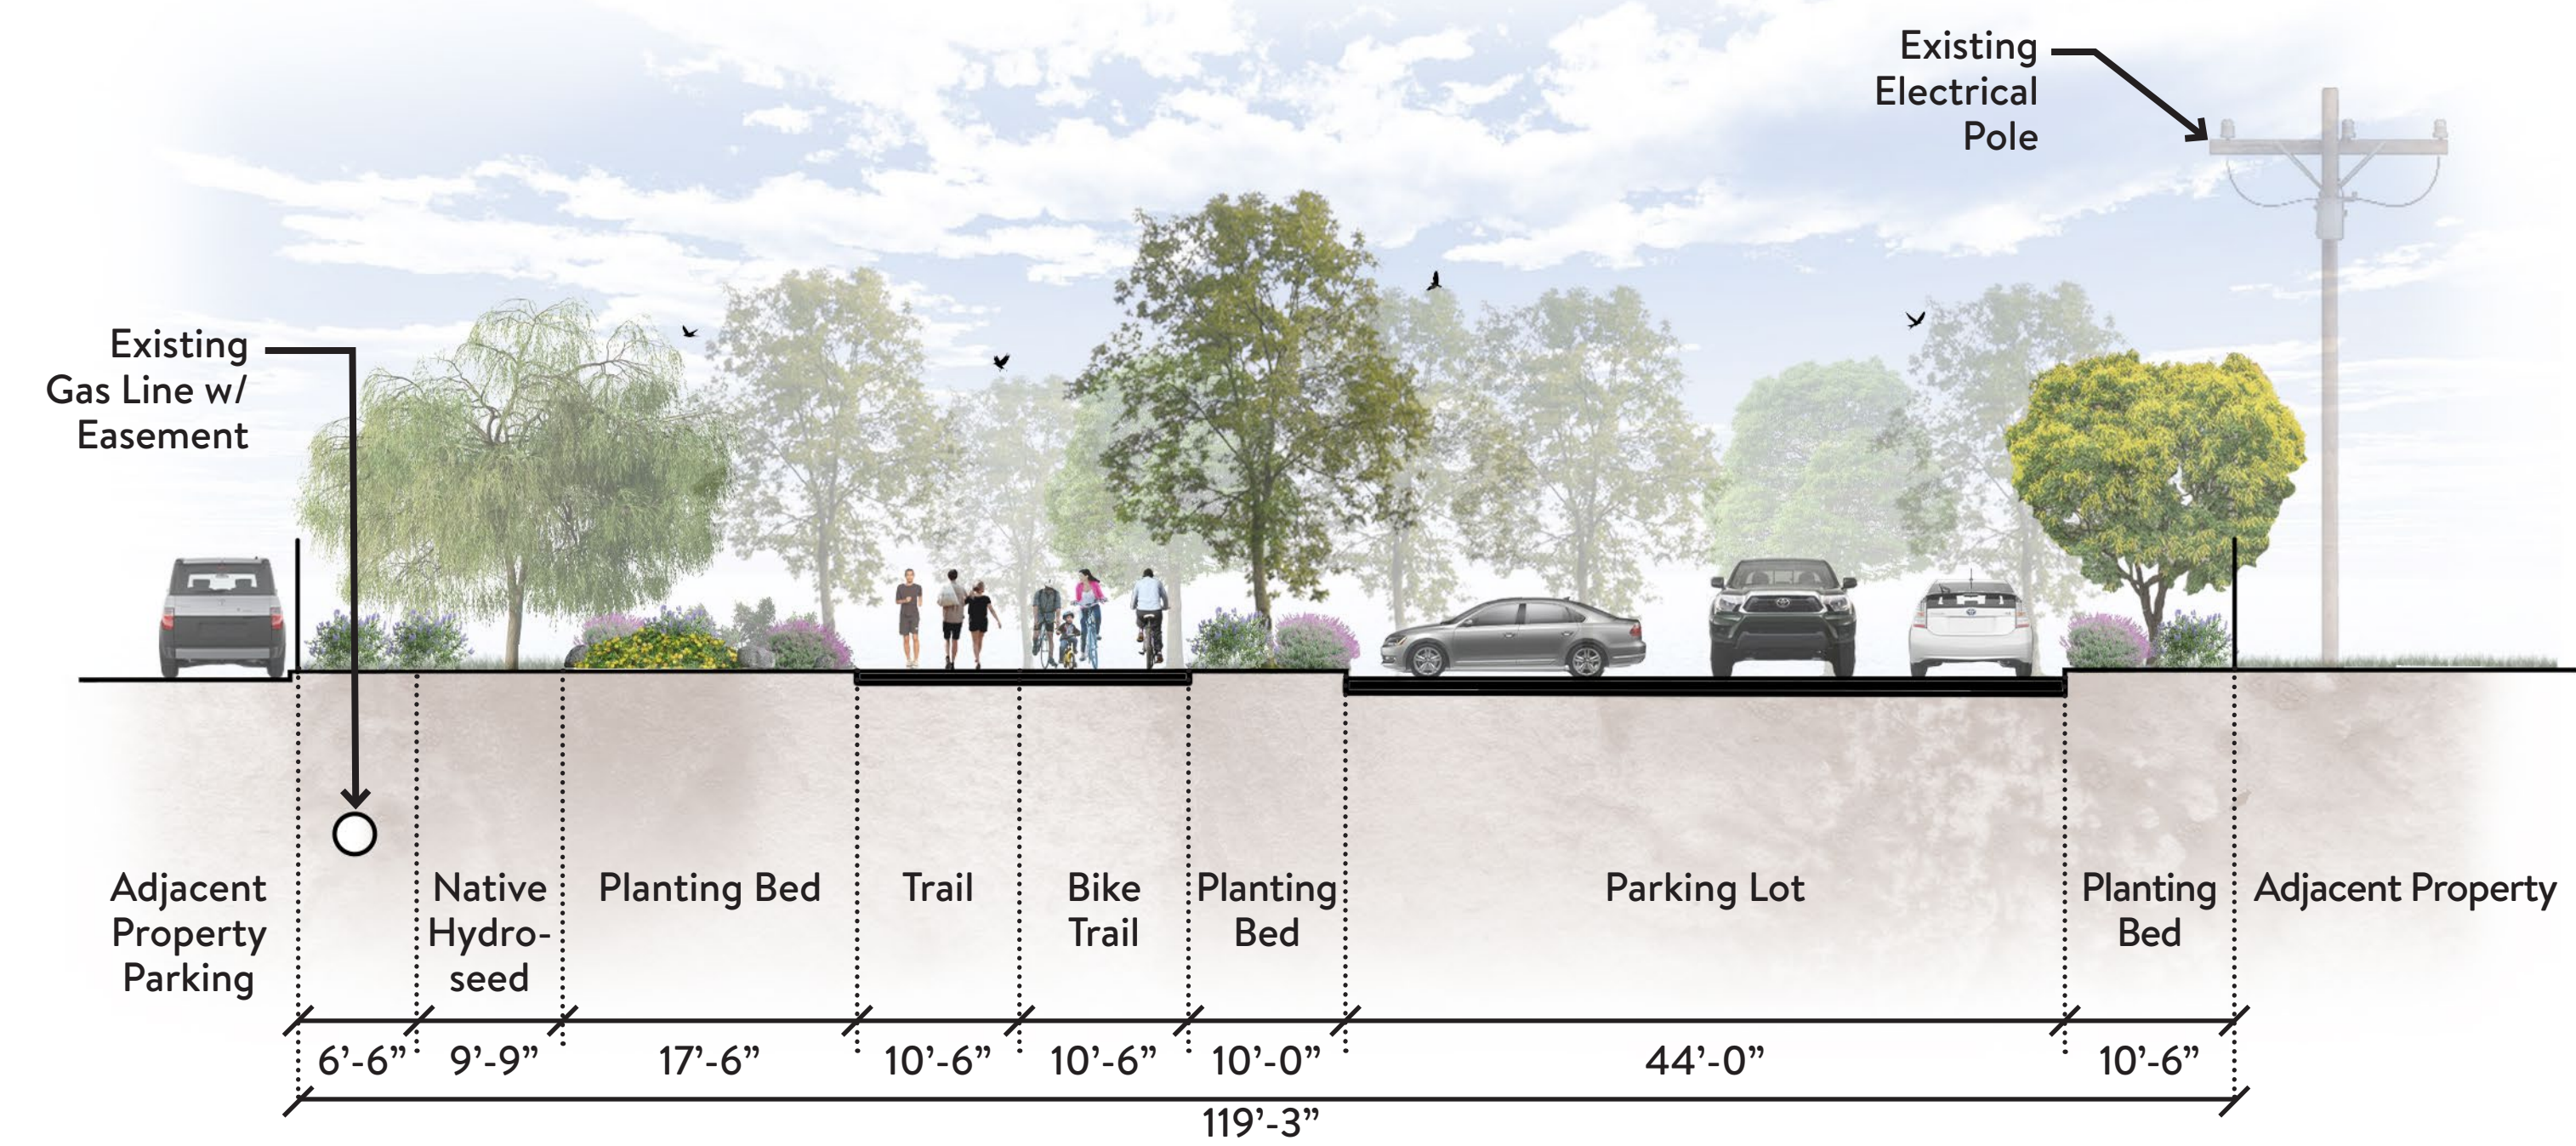 Existing
Electrical
Pole
Existing
Gas Line w/
Easement
Adjacent
Property
Parking
Native
Hydro-
seed
Planting Bed
Trail
Bike
Trail
Planting
Bed
Parking Lot
Planting
Bed
Adjacent Property
6’-6” 9’-9” 17’-6” 10’-6” 10’-6” 10’-0” 44’-0” 10’-6”
119’-3”